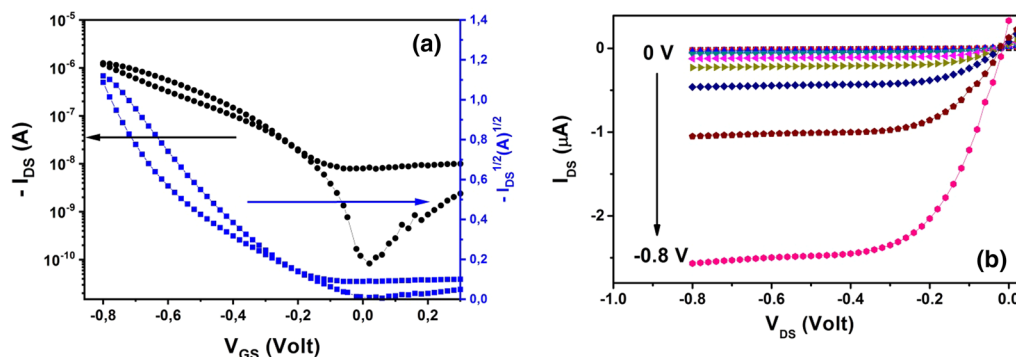 (a)
10⁻⁵
10⁻⁶
10⁻⁷
10⁻⁸
10⁻⁹
10⁻¹⁰
- I_DS (A)
-0,8 -0,6 -0,4 -0,2 0,0 0,2
V_GS (Volt)
1,4
1,2
1,0
0,8
0,6
0,4
0,2
0,0
- I_DS^1/2 (A)^1/2
(b)
0 V
-0.8 V
0
-1
-2
I_DS (μA)
-1.0 -0.8 -0.6 -0.4 -0.2 0.0
V_DS (Volt)